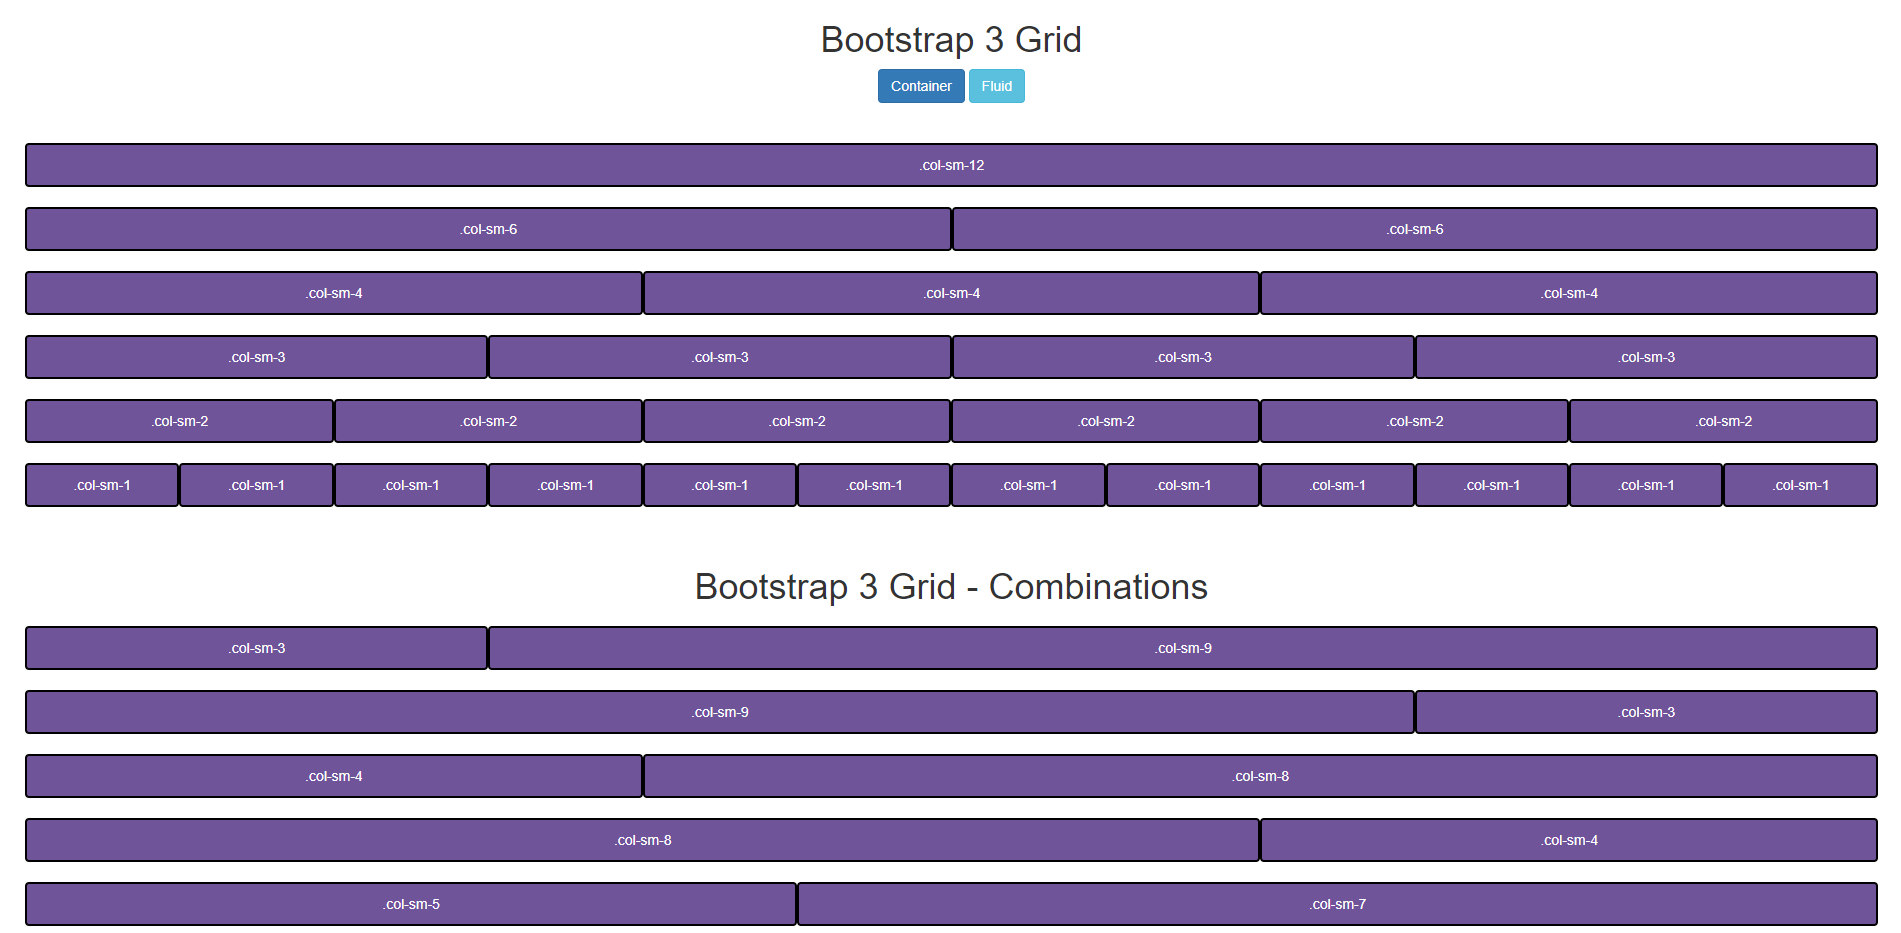 Bootstrap 3 Grid
Container Fluid
.col-sm-12
.col-sm-6 .col-sm-6
.col-sm-4 .col-sm-4 .col-sm-4
.col-sm-3 .col-sm-3 .col-sm-3 .col-sm-3
.col-sm-2 .col-sm-2 .col-sm-2 .col-sm-2 .col-sm-2 .col-sm-2
.col-sm-1 .col-sm-1 .col-sm-1 .col-sm-1 .col-sm-1 .col-sm-1 .col-sm-1 .col-sm-1 .col-sm-1 .col-sm-1 .col-sm-1 .col-sm-1
Bootstrap 3 Grid - Combinations
.col-sm-3 .col-sm-9
.col-sm-9 .col-sm-3
.col-sm-4 .col-sm-8
.col-sm-8 .col-sm-4
.col-sm-5 .col-sm-7